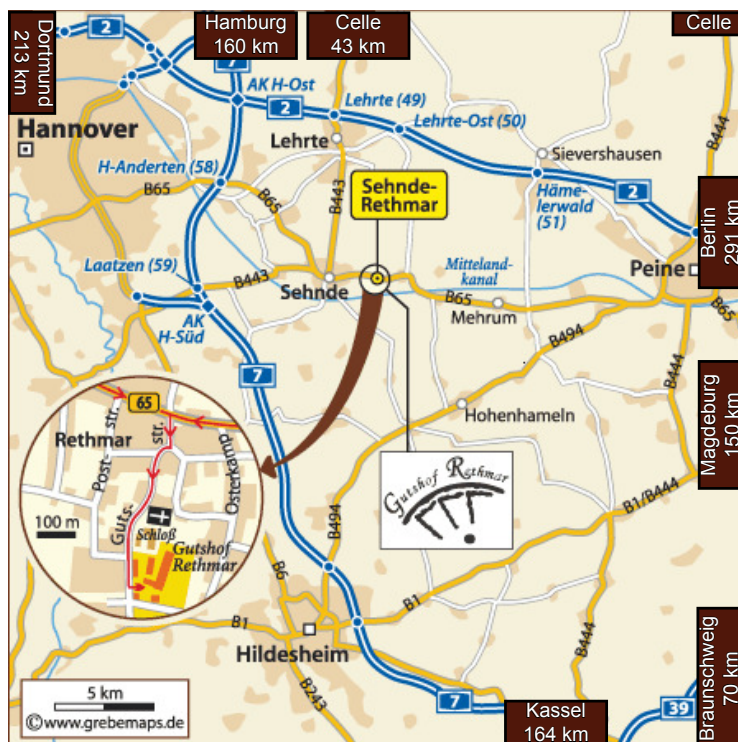 Dortmund
213 km
2
Hamburg
160 km
7
Celle
43 km
Celle
AK H-Ost
2
Lehrte (49)
Lehrte-Ost (50)
B444
Hannover
Lehrte
Sievershausen
H-Anderten (58)
B65
B65
B443
Sehnde-
Rethmar
Häme-
lerwald
(51)
2
Berlin
291 km
Laatzen (59)
B443
Sehnde
Mittelland-
kanal
Peine
B65
Mehrum
B65
AK
H-Süd
B494
B444
7
Magdeburg
150 km
65
Rethmar
Post-
str.
str.
Guts-
Osterkamp
100 m
Schloß
Gutshof
Rethmar
Hohenhameln
Gutshof Rethmar
B1/B444
B494
B6
B1
B1
B444
Hildesheim
B243
Braunschweig
70 km
5 km
©www.grebemaps.de
7
Kassel
164 km
39